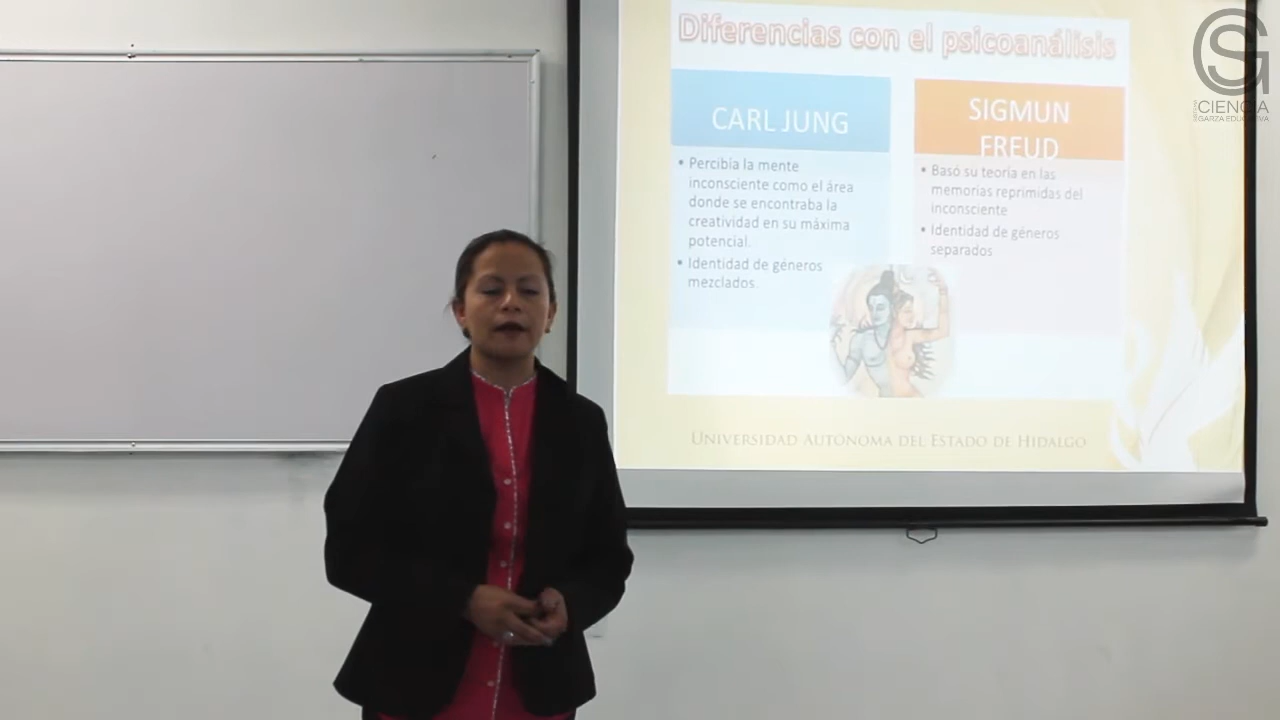 Diferencias con el psicoanálisis
CARL JUNG
• Percibía la mente
inconsciente como el área
donde se encontraba la
creatividad en su máxima
potencial.
• Identidad de géneros
mezclados.
SIGMUN
FREUD
• Basó su teoría en las
memorias reprimidas del
inconsciente
• Identidad de géneros
separados
UNIVERSIDAD AUTÓNOMA DEL ESTADO DE HIDALGO
CIENCIA
GARZA EDUCATIVA